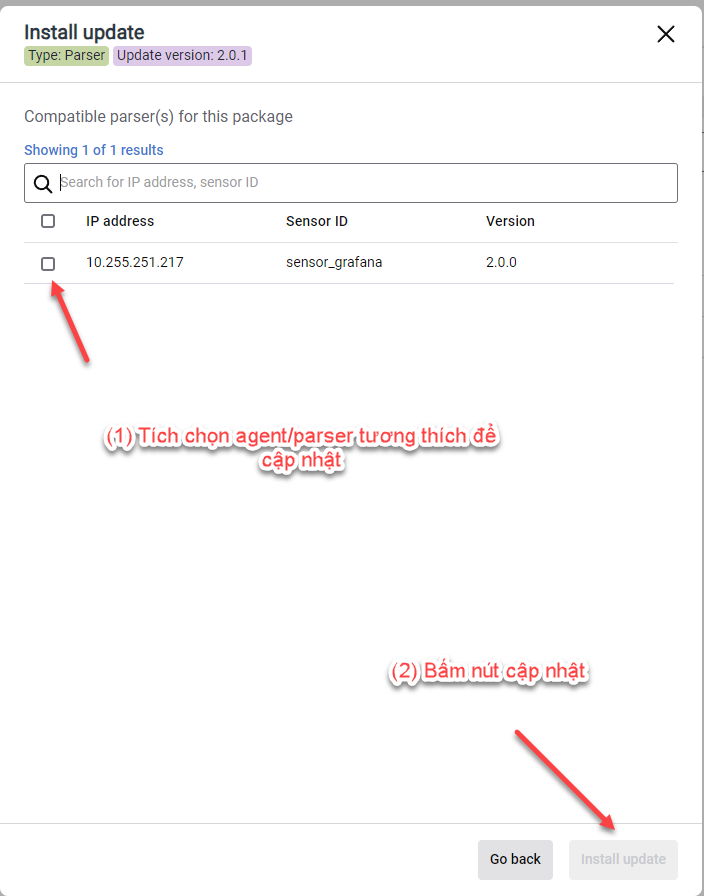 Install update
Type: Parser Update version: 2.0.1
Compatible parser(s) for this package
Showing 1 of 1 results
Search for IP address, sensor ID
IP address Sensor ID Version
10.255.251.217 sensor_grafana 2.0.0
(1) Tích chọn agent/parser tương thích để
cập nhật
(2) Bấm nút cập nhật
Go back Install update